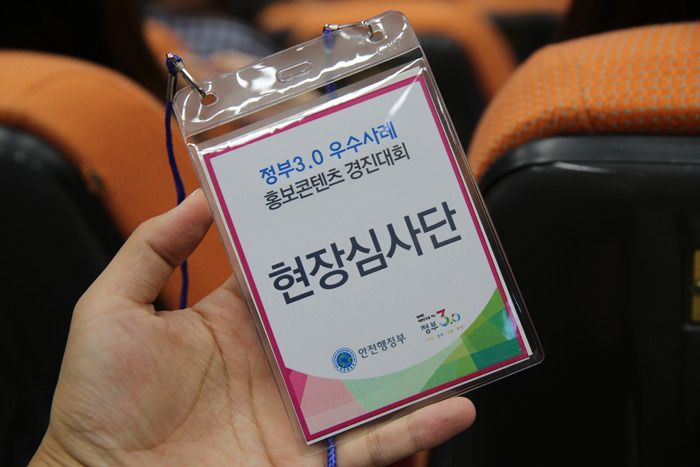 정부3.0 우수사례
홍보콘텐츠 경진대회
현장심사단
안전행정부
정부3.0